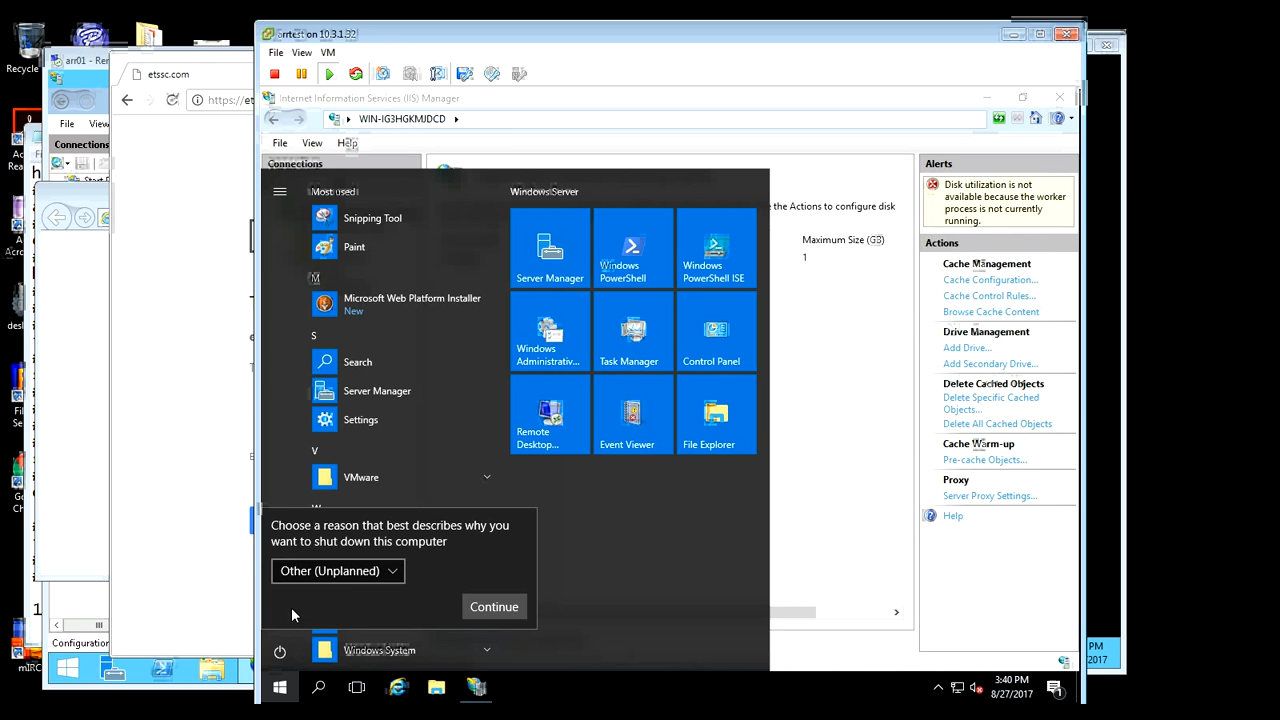 Recycle
arr01 - Rer
File
View
Connections
etssc.com
https://et
Configuration
arrtest on 10.3.1.32
File View VM
Internet Information Services (IIS) Manager
WIN-IG3HGKMJDCD
File View Help
Connections
Most used
Snipping Tool
Paint
M
Microsoft Web Platform Installer
New
S
Search
Server Manager
Settings
V
VMware
Windows System
Windows Server
Server Manager
Windows
PowerShell
Windows
PowerShell ISE
Windows
Administrativ...
Task Manager
Control Panel
Remote
Desktop...
Event Viewer
File Explorer
Choose a reason that best describes why you
want to shut down this computer
Other (Unplanned)
Continue
e the Actions to configure disk
Maximum Size (GB)
1
Alerts
Disk utilization is not
available because the worker
process is not currently
running.
Actions
Cache Management
Cache Configuration...
Cache Control Rules...
Browse Cache Content
Drive Management
Add Drive...
Add Secondary Drive...
Delete Cached Objects
Delete Specific Cached
Objects...
Delete All Cached Objects
Cache Warm-up
Pre-cache Objects...
Proxy
Server Proxy Settings...
Help
3:40 PM
8/27/2017
PM
2017
mIRC